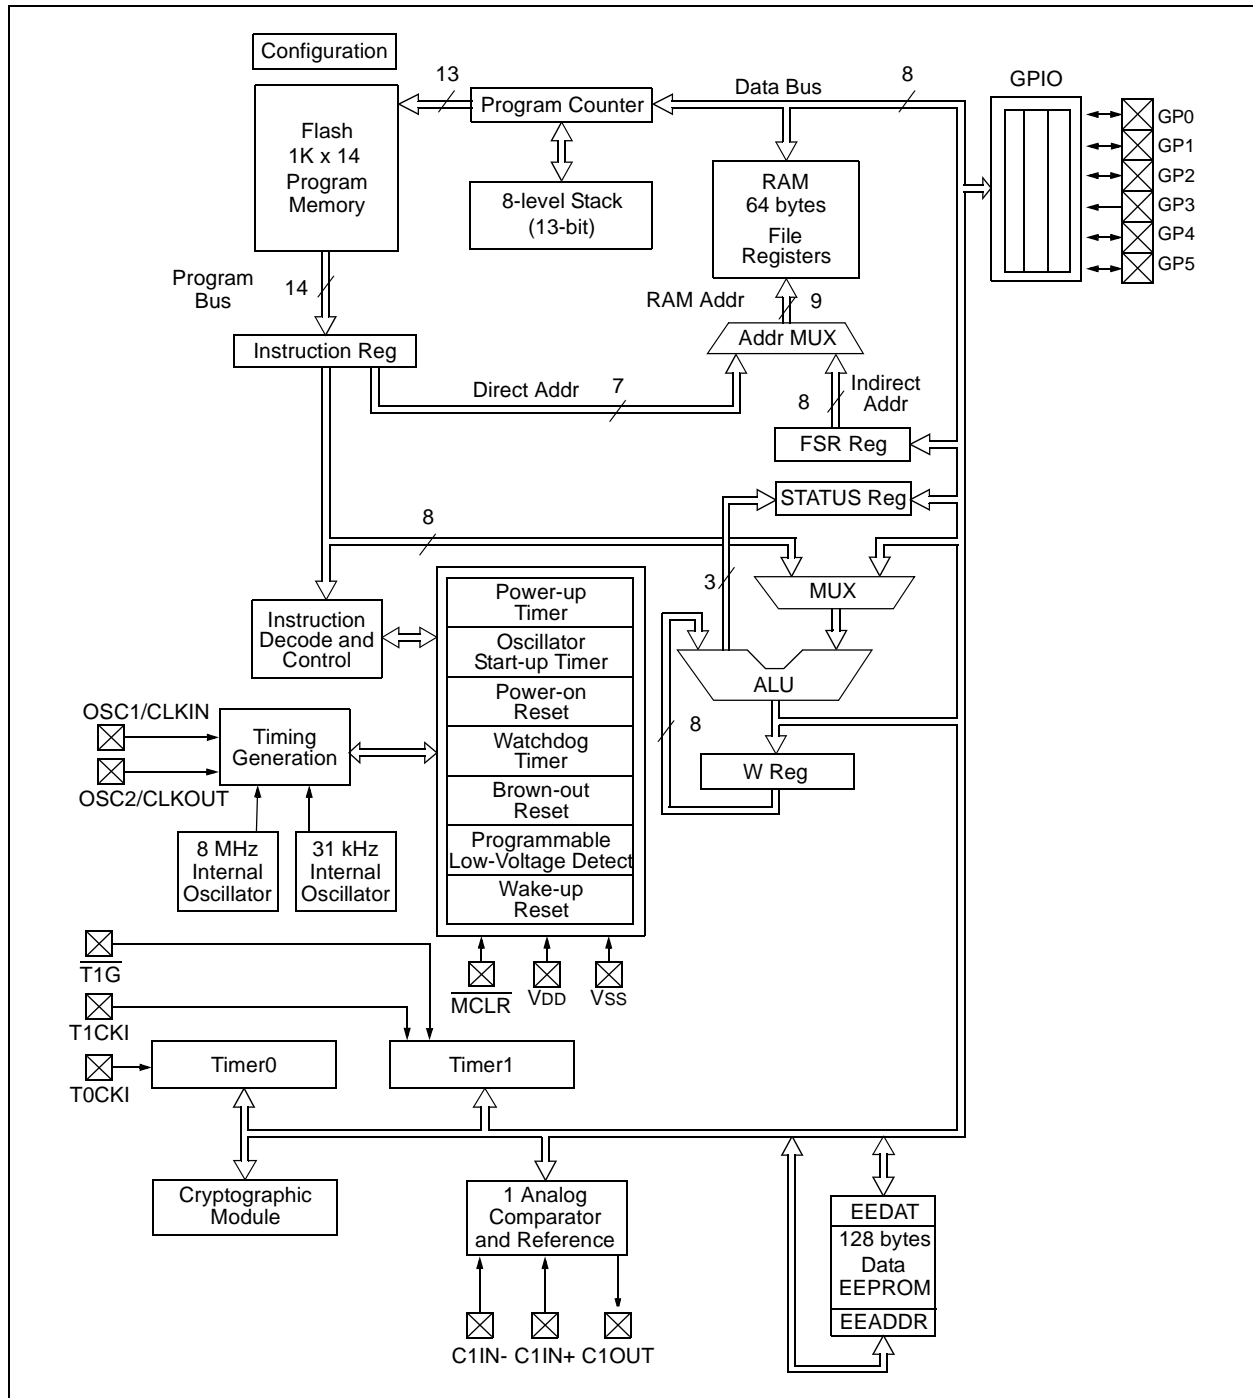 Configuration
13
Data Bus
8
GPIO
Flash
1K x 14
Program
Memory
Program Counter
8-level Stack
(13-bit)
RAM
64 bytes
File
Registers
GP0
GP1
GP2
GP3
GP4
GP5
Program
Bus
14
RAM Addr
9
Instruction Reg
Addr MUX
Direct Addr
7
8
Indirect
Addr
FSR Reg
STATUS Reg
8
3
MUX
Instruction
Decode and
Control
Power-up
Timer
Oscillator
Start-up Timer
Power-on
Reset
Watchdog
Timer
Brown-out
Reset
Programmable
Low-Voltage Detect
Wake-up
Reset
ALU
8
W Reg
OSC1/CLKIN
OSC2/CLKOUT
Timing
Generation
8 MHz
Internal
Oscillator
31 kHz
Internal
Oscillator
T1G
MCLR
VDD
VSS
T1CKI
T0CKI
Timer0
Timer1
Cryptographic
Module
1 Analog
Comparator
and Reference
EEDAT
128 bytes
Data
EEPROM
EEADDR
C1IN- C1IN+ C1OUT